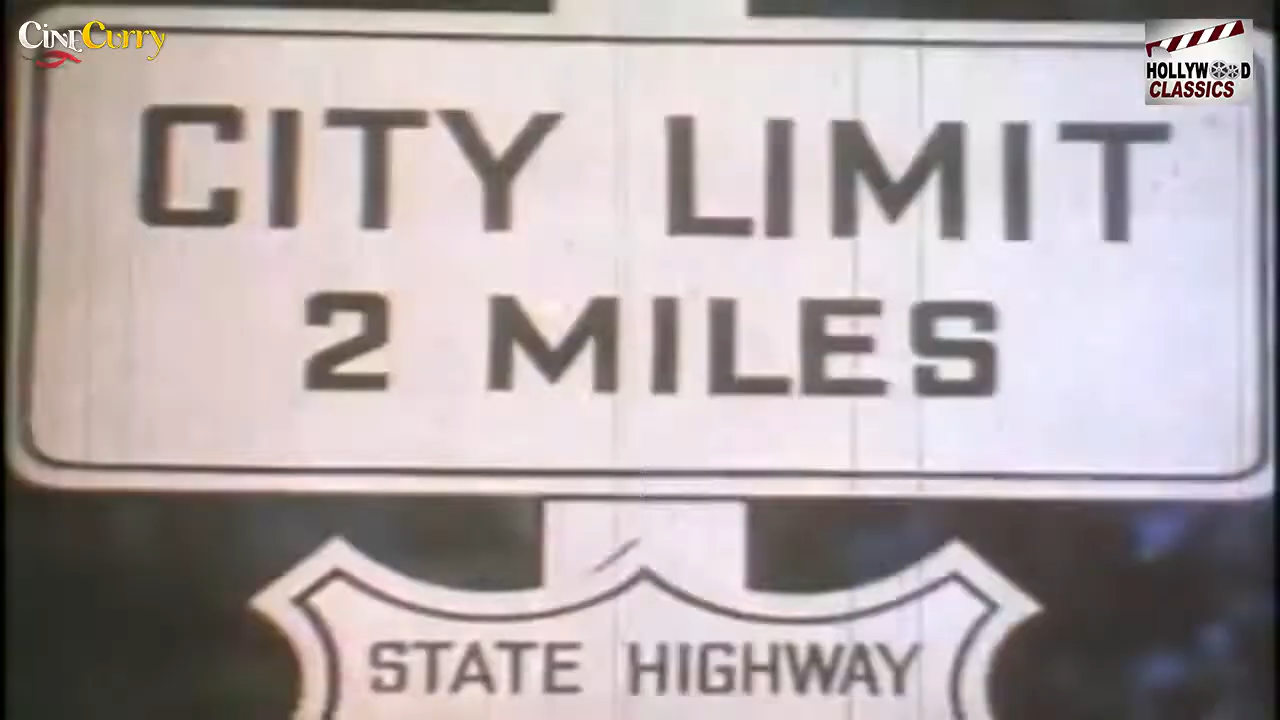 CINECurry
HOLLYWOOD
CLASSICS
CITY LIMIT
2 MILES
STATE HIGHWAY